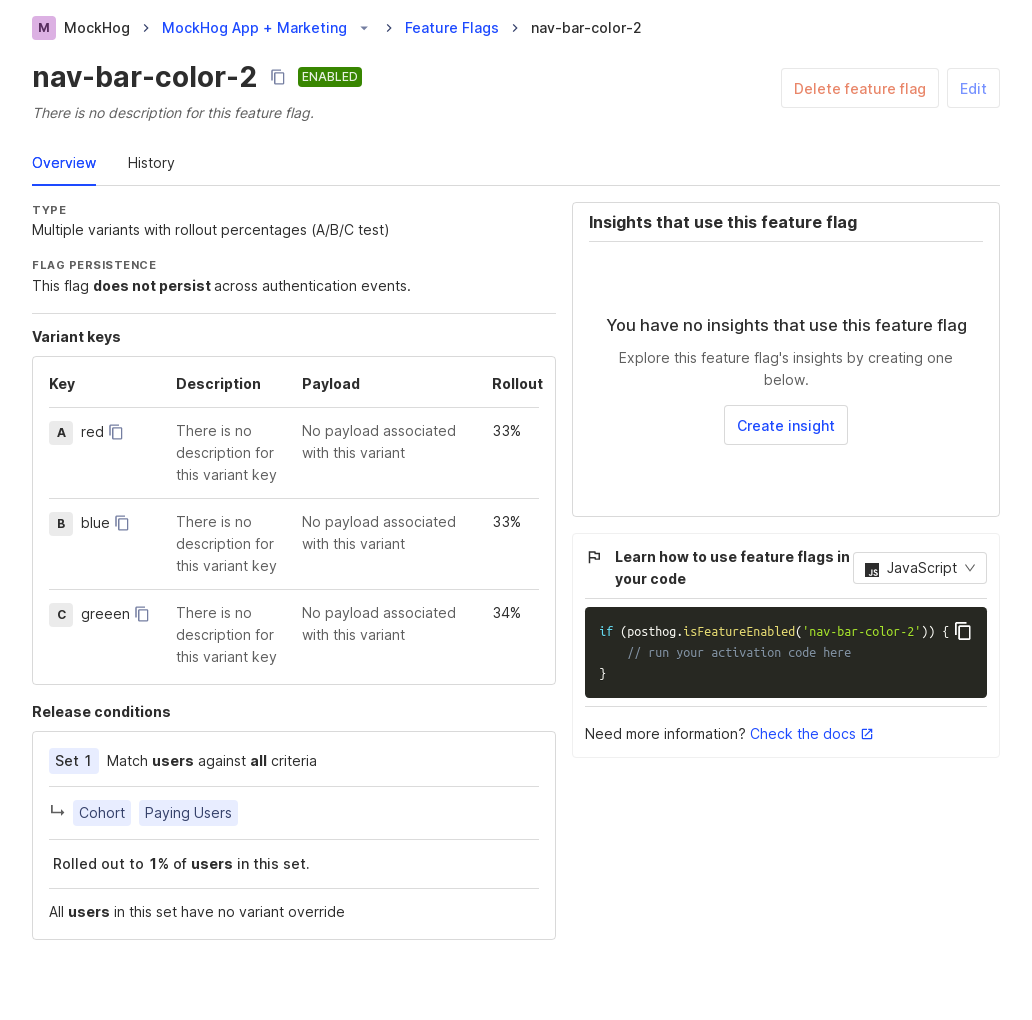 M MockHog MockHog App + Marketing Feature Flags nav-bar-color-2
nav-bar-color-2 ENABLED
Delete feature flag Edit
There is no description for this feature flag.
Overview History
TYPE
Multiple variants with rollout percentages (A/B/C test)
FLAG PERSISTENCE
This flag does not persist across authentication events.
Variant keys
Key Description Payload Rollout
A red There is no No payload associated 33%
description for with this variant
this variant key
B blue There is no No payload associated 33%
description for with this variant
this variant key
C greeen There is no No payload associated 34%
description for with this variant
this variant key
Release conditions
Set 1 Match users against all criteria
Cohort Paying Users
Rolled out to 1% of users in this set.
All users in this set have no variant override
Insights that use this feature flag
You have no insights that use this feature flag
Explore this feature flag's insights by creating one
below.
Create insight
Learn how to use feature flags in
your code
JS JavaScript
if (posthog.isFeatureEnabled('nav-bar-color-2')) {
// run your activation code here
}
Need more information? Check the docs